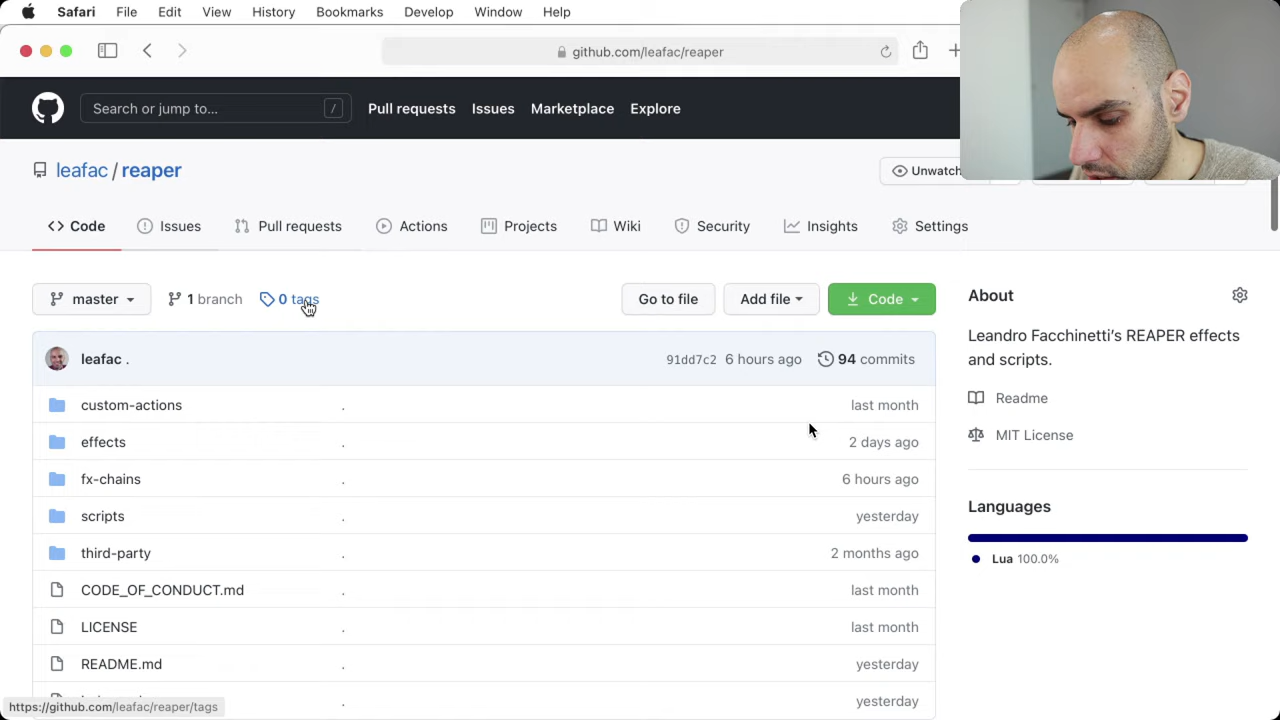 Safari File Edit View History Bookmarks Develop Window Help
github.com/leafac/reaper
Search or jump to... / Pull requests Issues Marketplace Explore
leafac / reaper
Unwatch
Code Issues Pull requests Actions Projects Wiki Security Insights Settings
master 1 branch 0 tags Go to file Add file Code
About
Leandro Facchinetti's REAPER effects
and scripts.
Readme
MIT License
Languages
Lua 100.0%
leafac . 91dd7c2 6 hours ago 94 commits
custom-actions . last month
effects . 2 days ago
fx-chains . 6 hours ago
scripts . yesterday
third-party . 2 months ago
CODE_OF_CONDUCT.md . last month
LICENSE . last month
README.md . yesterday
. yesterday
https://github.com/leafac/reaper/tags